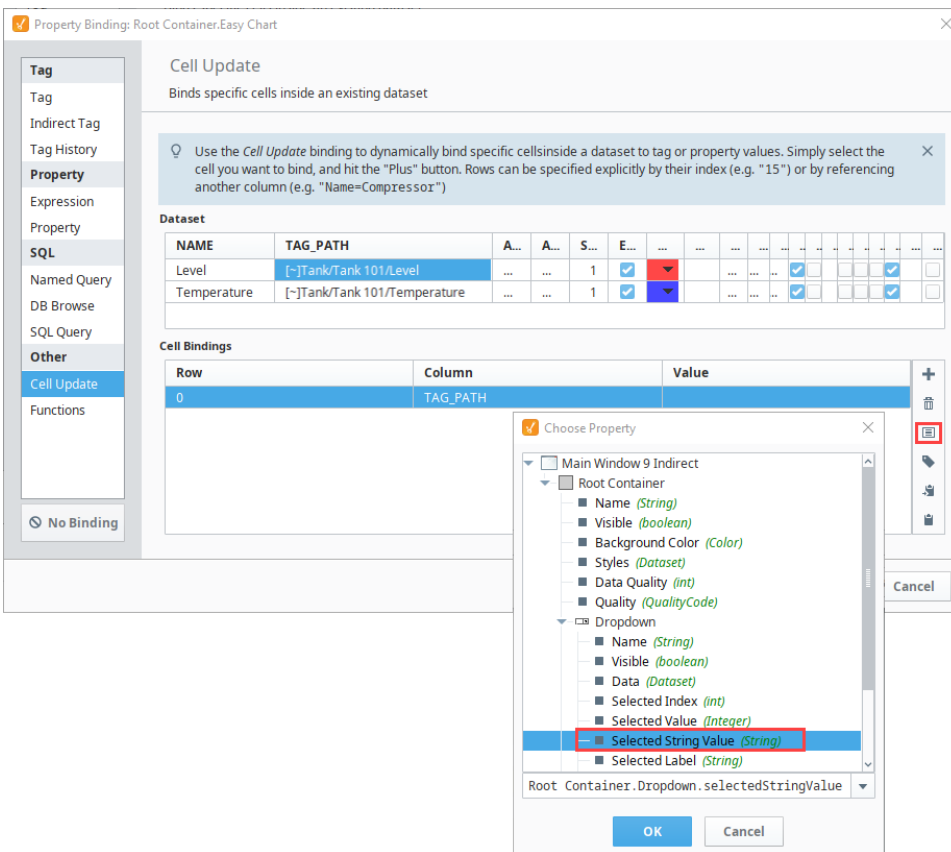 Property Binding: Root Container.Easy Chart
Tag
Tag
Indirect Tag
Tag History
Property
Expression
Property
SQL
Named Query
DB Browse
SQL Query
Other
Cell Update
Functions
No Binding
Cell Update
Binds specific cells inside an existing dataset
Use the Cell Update binding to dynamically bind specific cellsinside a dataset to tag or property values. Simply select the
cell you want to bind, and hit the "Plus" button. Rows can be specified explicitly by their index (e.g. "15") or by referencing
another column (e.g. "Name=Compressor")
Dataset
NAME TAG_PATH A... A... S... E... ... ... ... ... ... ... ... ... ... ... ... ... ... ...
Level [~]Tank/Tank 101/Level ... ... 1 ... ... ..
Temperature [~]Tank/Tank 101/Temperature ... ... 1 ... ... ..
Cell Bindings
Row Column Value
0 TAG_PATH
Choose Property
Main Window 9 Indirect
Root Container
Name (String)
Visible (boolean)
Background Color (Color)
Styles (Dataset)
Data Quality (int)
Quality (QualityCode)
Dropdown
Name (String)
Visible (boolean)
Data (Dataset)
Selected Index (int)
Selected Value (Integer)
Selected String Value (String)
Selected Label (String)
Root Container.Dropdown.selectedStringValue
OK Cancel
Cancel